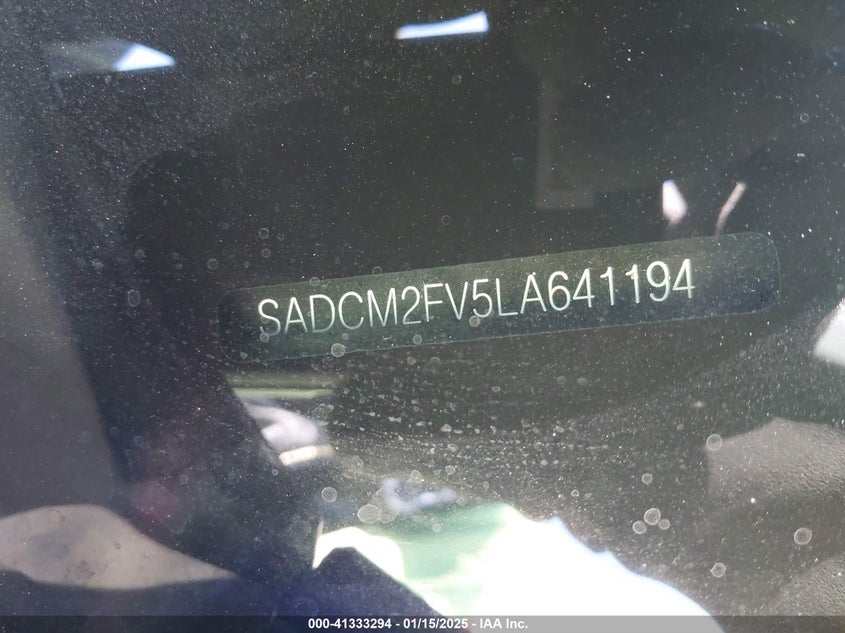 SADCM2FV5LA641194
000-41333294 - 01/15/2025 - IAA Inc.